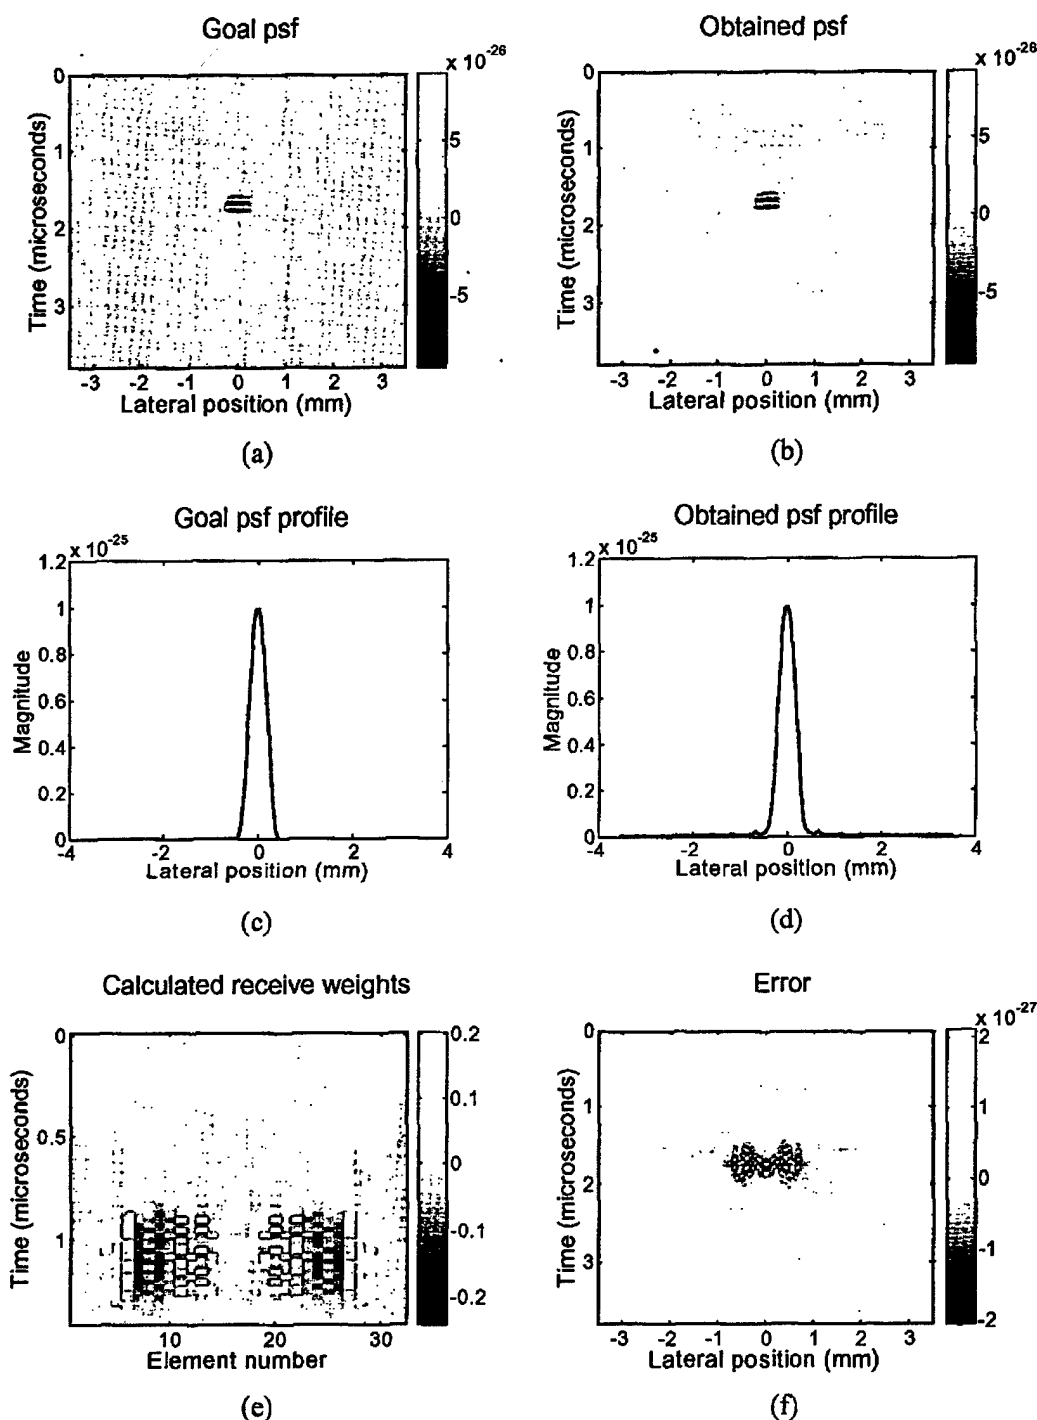 Goal psf
x 10-26
0
1
2
3
Time (microseconds)
5
0
-5
-3 -2 -1 0 1 2 3
Lateral position (mm)
(a)
Obtained psf
x 10-26
0
1
2
3
Time (microseconds)
5
0
-5
-3 -2 -1 0 1 2 3
Lateral position (mm)
(b)
Goal psf profile
x 10-25
1.2
1
0.8
0.6
0.4
0.2
0
Magnitude
-4 -2 0 2 4
Lateral position (mm)
(c)
Obtained psf profile
x 10-25
1.2
1
0.8
0.6
0.4
0.2
0
Magnitude
-4 -2 0 2 4
Lateral position (mm)
(d)
Calculated receive weights
0
0.5
1
Time (microseconds)
0.2
0.1
0
-0.1
-0.2
10 20 30
Element number
(e)
Error
x 10-27
0
1
2
3
Time (microseconds)
2
1
0
-1
-2
-3 -2 -1 0 1 2 3
Lateral position (mm)
(f)